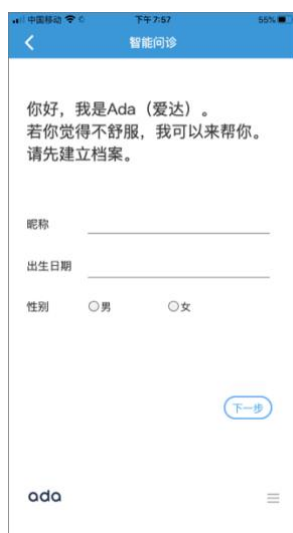 中国移动 下午7:57 55%
智能问诊
你好，我是Ada（爱达）。
若你觉得不舒服，我可以来帮你。
请先建立档案。
昵称
出生日期
性别 男 女
下一步
ada